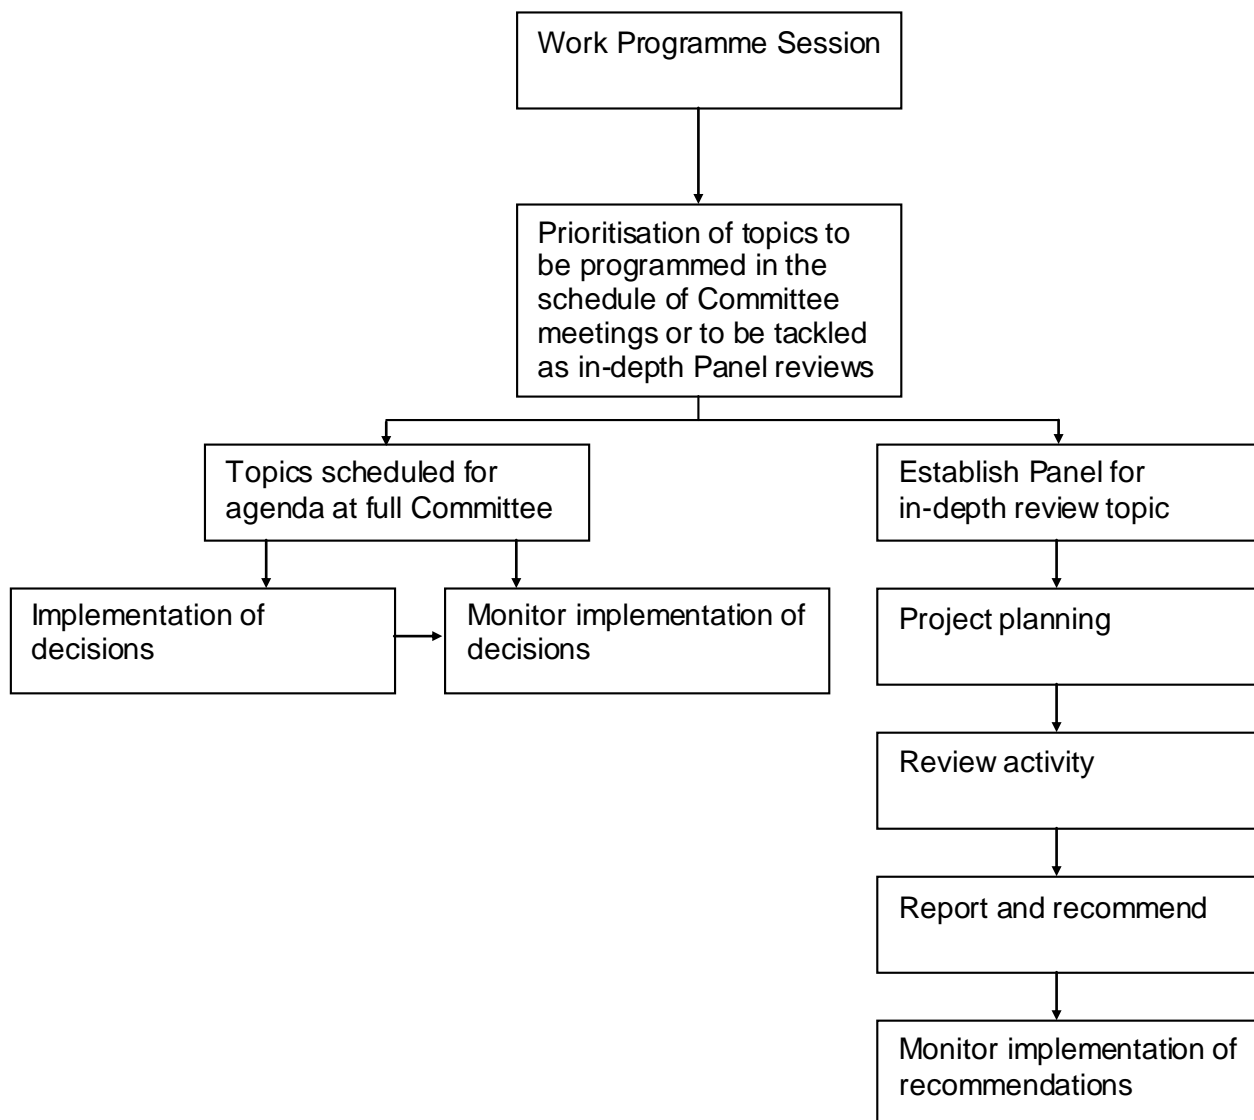 Work Programme Session
Prioritisation of topics to
be programmed in the
schedule of Committee
meetings or to be tackled
as in-depth Panel reviews
Topics scheduled for
agenda at full Committee
Establish Panel for
in-depth review topic
Implementation of
decisions
Monitor implementation of
decisions
Project planning
Review activity
Report and recommend
Monitor implementation of
recommendations